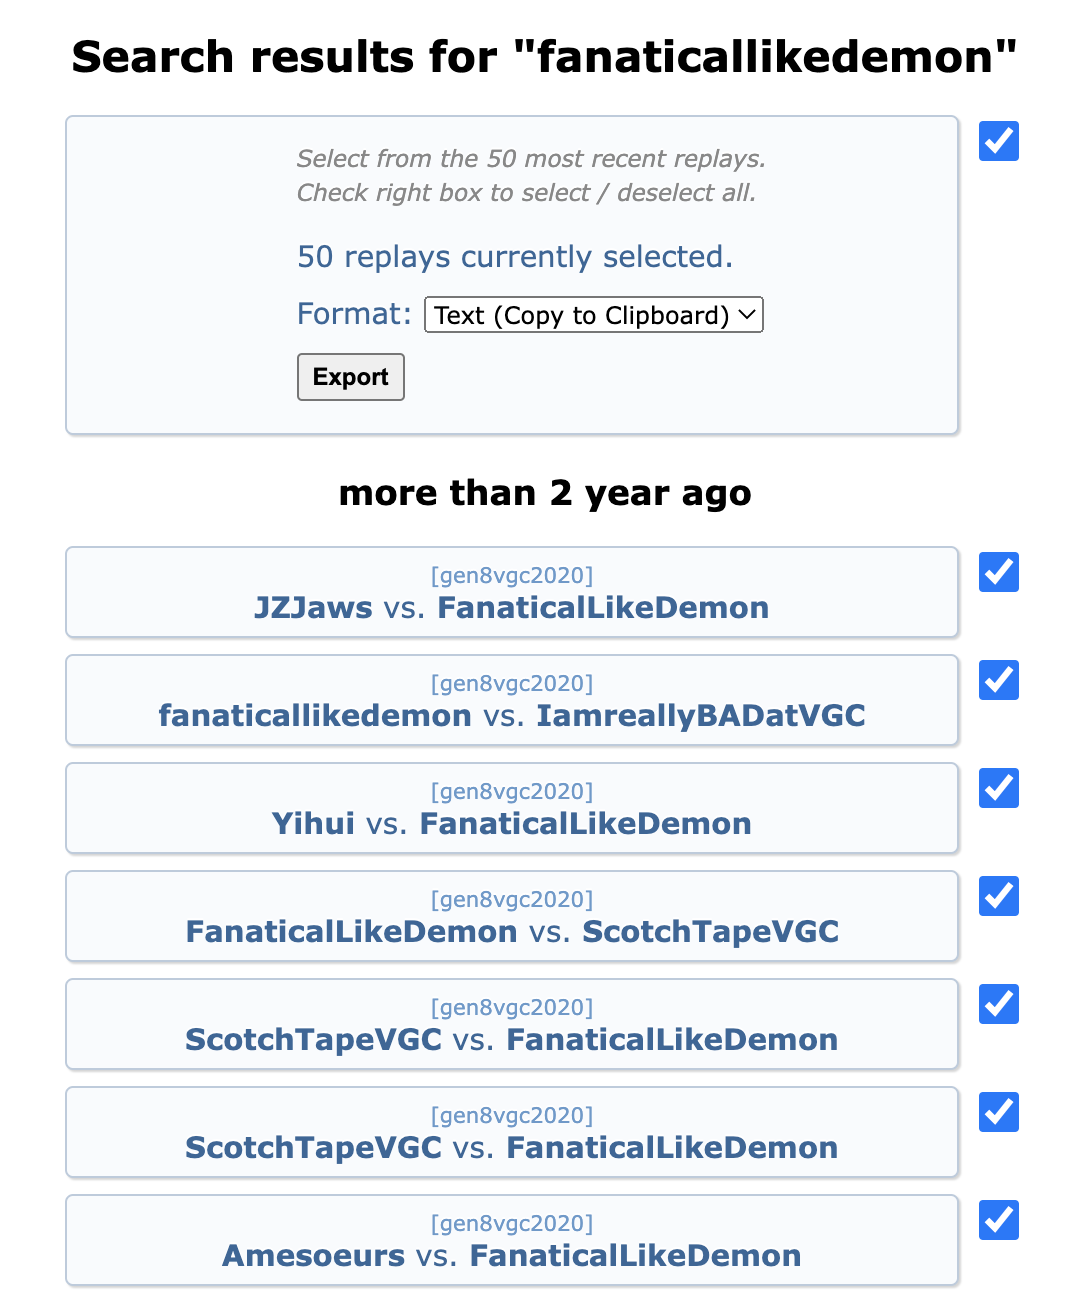 Search results for "fanaticallikedemon"
Select from the 50 most recent replays.
Check right box to select / deselect all.
50 replays currently selected.
Format: Text (Copy to Clipboard)
Export
more than 2 year ago
[gen8vgc2020]
JZJaws vs. FanaticalLikeDemon
[gen8vgc2020]
fanaticallikedemon vs. IamreallyBADatVGC
[gen8vgc2020]
Yihui vs. FanaticalLikeDemon
[gen8vgc2020]
FanaticalLikeDemon vs. ScotchTapeVGC
[gen8vgc2020]
ScotchTapeVGC vs. FanaticalLikeDemon
[gen8vgc2020]
ScotchTapeVGC vs. FanaticalLikeDemon
[gen8vgc2020]
Amesoeurs vs. FanaticalLikeDemon